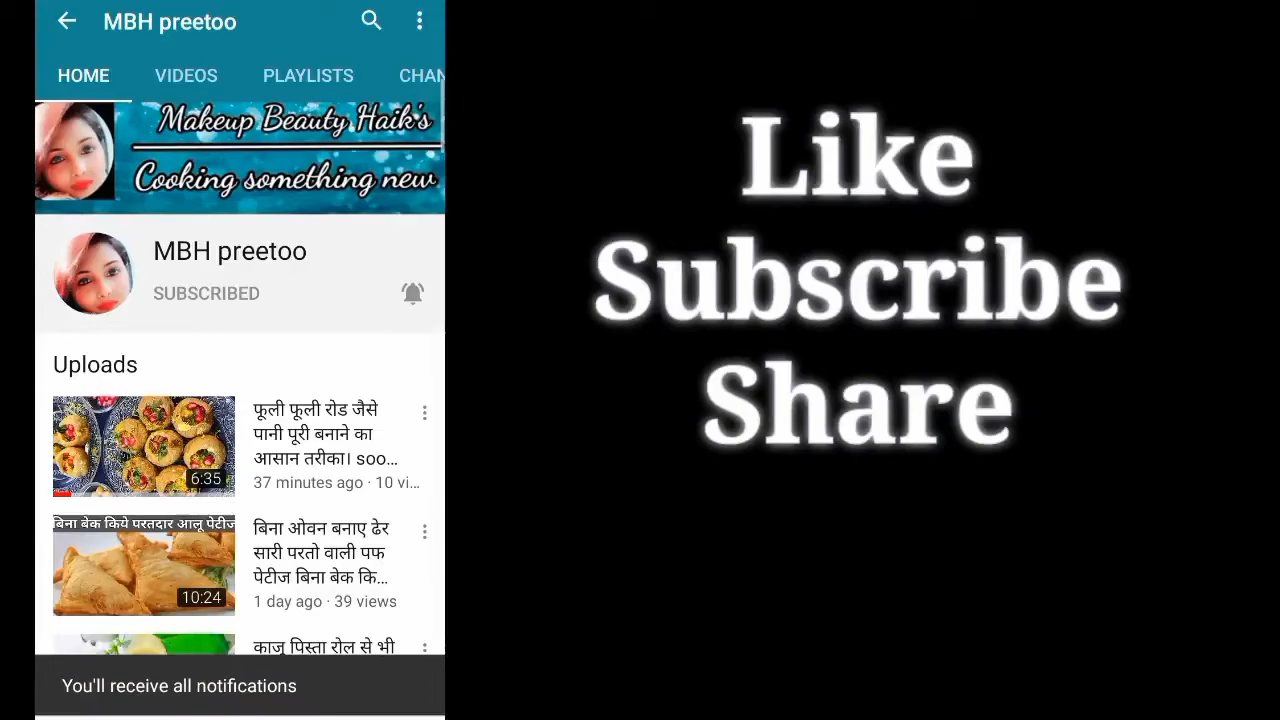 MBH preetoo
HOME VIDEOS PLAYLISTS CHAN
Makeup Beauty Haik's
Cooking something new
MBH preetoo
SUBSCRIBED
Uploads
फूली फूली रोड जैसे
पानी पूरी बनाने का
आसान तरीका। soo...
6:35
37 minutes ago · 10 vi...
बिना बेक किये परतदार आलू पेटीज
बिना ओवन बनाए ढेर
सारी परतो वाली पफ
पेटीज बिना बेक कि...
10:24
1 day ago · 39 views
काजू पिस्ता रोल से भी
You'll receive all notifications
Like
Subscribe
Share